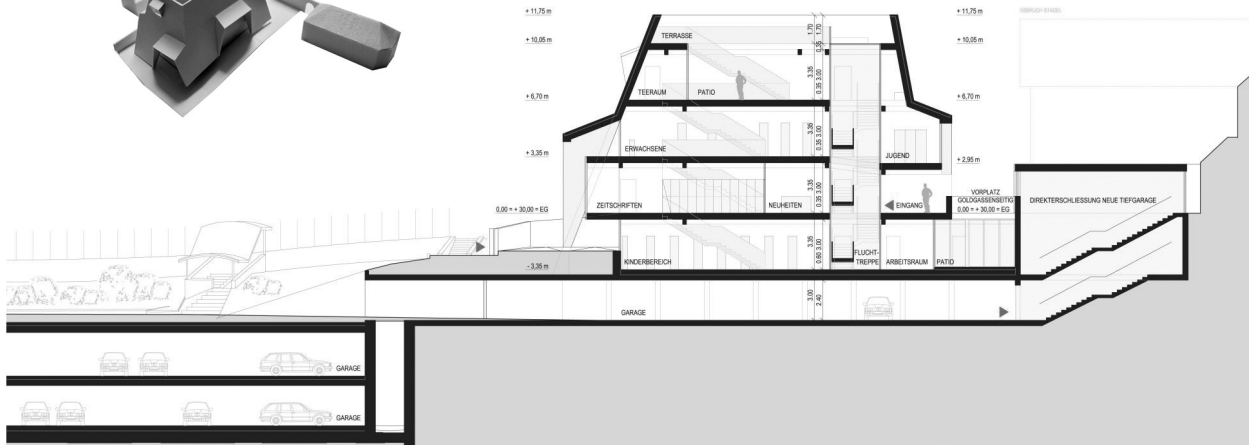 + 11,75 m
+ 11,75 m
TERRASSE
1.70
1.70
+ 10,05 m
+ 10,05 m
0.35
3.35
0.35 3.00
TEERAUM
PATIO
+ 6,70 m
+ 6,70 m
3.35
0.35 3.00
ERWACHSENE
JUGEND
+ 3,35 m
+ 2,95 m
3.35
0.35 3.00
ZEITSCHRIFTEN
NEUHEITEN
EINGANG
VORPLATZ
GOLDGASSENSEITIG
0,00 = + 30,00 = EG
DIREKTERSCHLIESSUNG NEUE TIEFGARAGE
0,00 = + 30,00 = EG
3.35
0.60 3.00
- 3,35 m
KINDERBEREICH
FLUCHT-
TREPPE
ARBEITSRAUM
PATIO
3.00
2.40
GARAGE
GARAGE
GARAGE